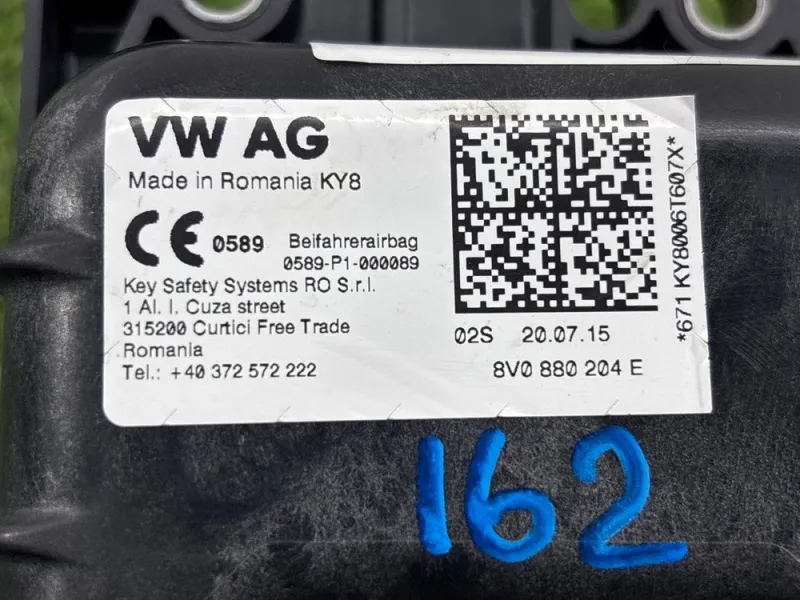 VW AG
Made in Romania KY8
CE 0589 Beifahrerairbag
0589-P1-000089
Key Safety Systems RO S.r.l.
1 Al. I. Cuza street
315200 Curtici Free Trade
Romania
Tel.: +40 372 572 222
02S 20.07.15
8V0 880 204 E
*671 KY8006T607X*
162